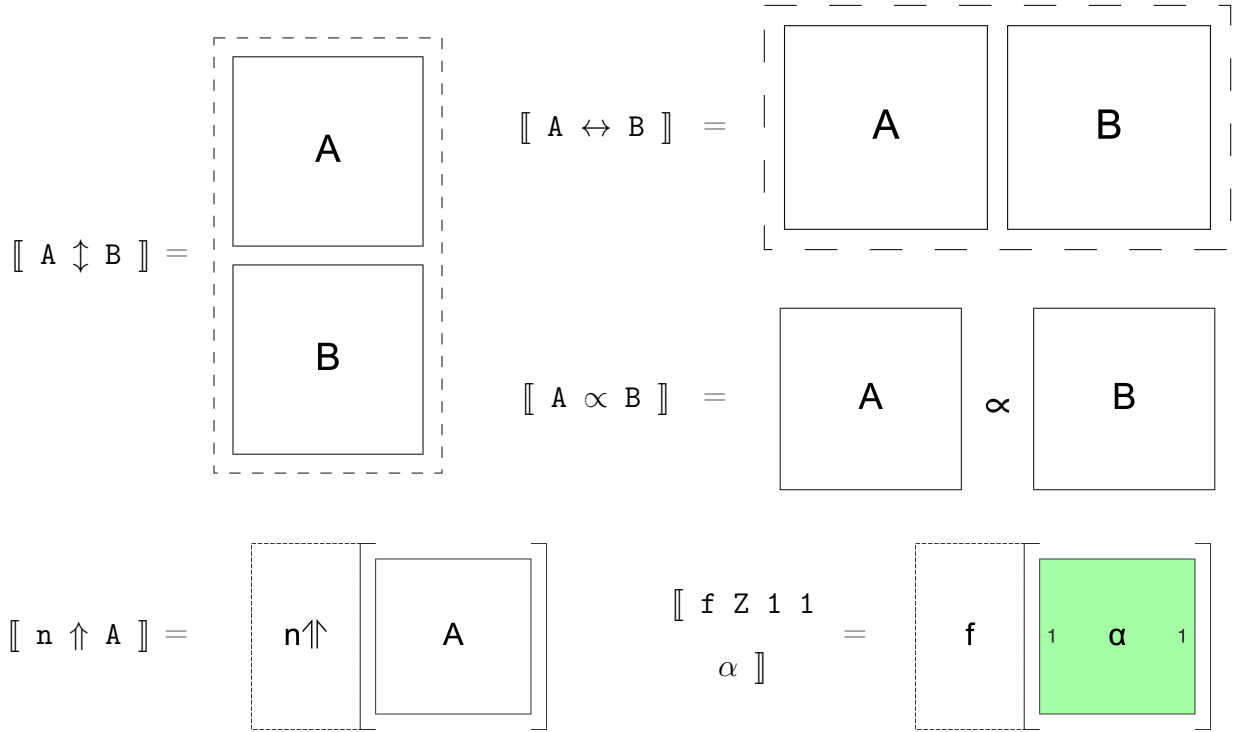 ⟦ A ↕ B ⟧ =
A
B
⟦ A ↔ B ⟧ =
A B
⟦ A ∝ B ⟧ =
A ∝ B
⟦ n ⇑ A ⟧ =
n⇑ A
⟦ f Z 1 1
α ⟧
=
f 1 α 1